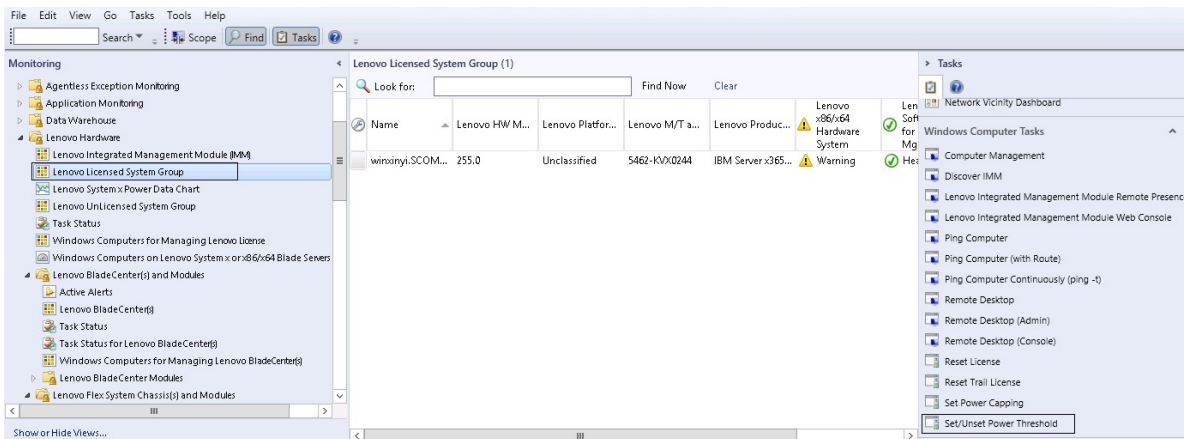 File Edit View Go Tasks Tools Help
Search Scope Find Tasks
Monitoring
Agentless Exception Monitoring
Application Monitoring
Data Warehouse
Lenovo Hardware
Lenovo Integrated Management Module (IMM)
Lenovo Licensed System Group
Lenovo System x Power Data Chart
Lenovo UnLicensed System Group
Task Status
Windows Computers for Managing Lenovo License
Windows Computers on Lenovo System x or x86/x64 Blade Servers
Lenovo BladeCenter(s) and Modules
Active Alerts
Lenovo BladeCenter(s)
Task Status
Task Status for Lenovo BladeCenter(s)
Windows Computers for Managing Lenovo BladeCenter(s)
Lenovo BladeCenter Modules
Lenovo Flex System Chassis(s) and Modules
Show or Hide Views...
Lenovo Licensed System Group (1)
Look for: Find Now Clear
Name Lenovo HW M... Lenovo Platfor... Lenovo M/T a... Lenovo Produc... Lenovo x86/x64 Hardware System Len Soft for Mg
winxinyi.SCOM... 255.0 Unclassified 5462-KVX0244 IBM Server x365... Warning Hea
Tasks
Network Vicinity Dashboard
Windows Computer Tasks
Computer Management
Discover IMM
Lenovo Integrated Management Module Remote Presenc
Lenovo Integrated Management Module Web Console
Ping Computer
Ping Computer (with Route)
Ping Computer Continuously (ping -t)
Remote Desktop
Remote Desktop (Admin)
Remote Desktop (Console)
Reset License
Reset Trail License
Set Power Capping
Set/Unset Power Threshold